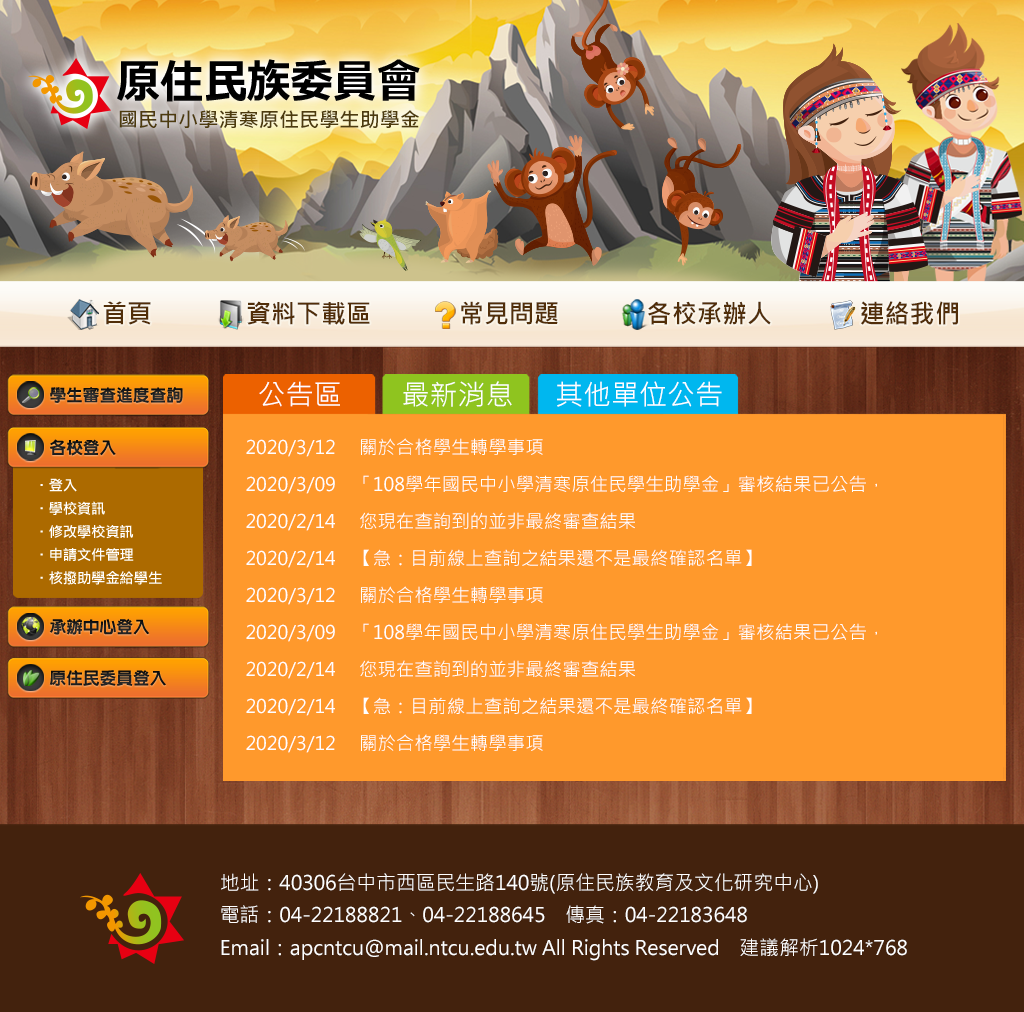 原住民族委員會
國民中小學清寒原住民學生助學金
首頁
資料下載區
常見問題
各校承辦人
連絡我們
學生審查進度查詢
各校登入
· 登入
· 學校資訊
· 修改學校資訊
· 申請文件管理
· 核撥助學金給學生
承辦中心登入
原住民委員登入
公告區
最新消息
其他單位公告
2020/3/12 關於合格學生轉學事項
2020/3/09 「108學年國民中小學清寒原住民學生助學金」審核結果已公告，
2020/2/14 您現在查詢到的並非最終審查結果
2020/2/14 【急：目前線上查詢之結果還不是最終確認名單】
2020/3/12 關於合格學生轉學事項
2020/3/09 「108學年國民中小學清寒原住民學生助學金」審核結果已公告，
2020/2/14 您現在查詢到的並非最終審查結果
2020/2/14 【急：目前線上查詢之結果還不是最終確認名單】
2020/3/12 關於合格學生轉學事項
地址：40306台中市西區民生路140號(原住民族教育及文化研究中心)
電話：04-22188821、04-22188645 傳真：04-22183648
Email：apcntcu@mail.ntcu.edu.tw All Rights Reserved 建議解析1024*768